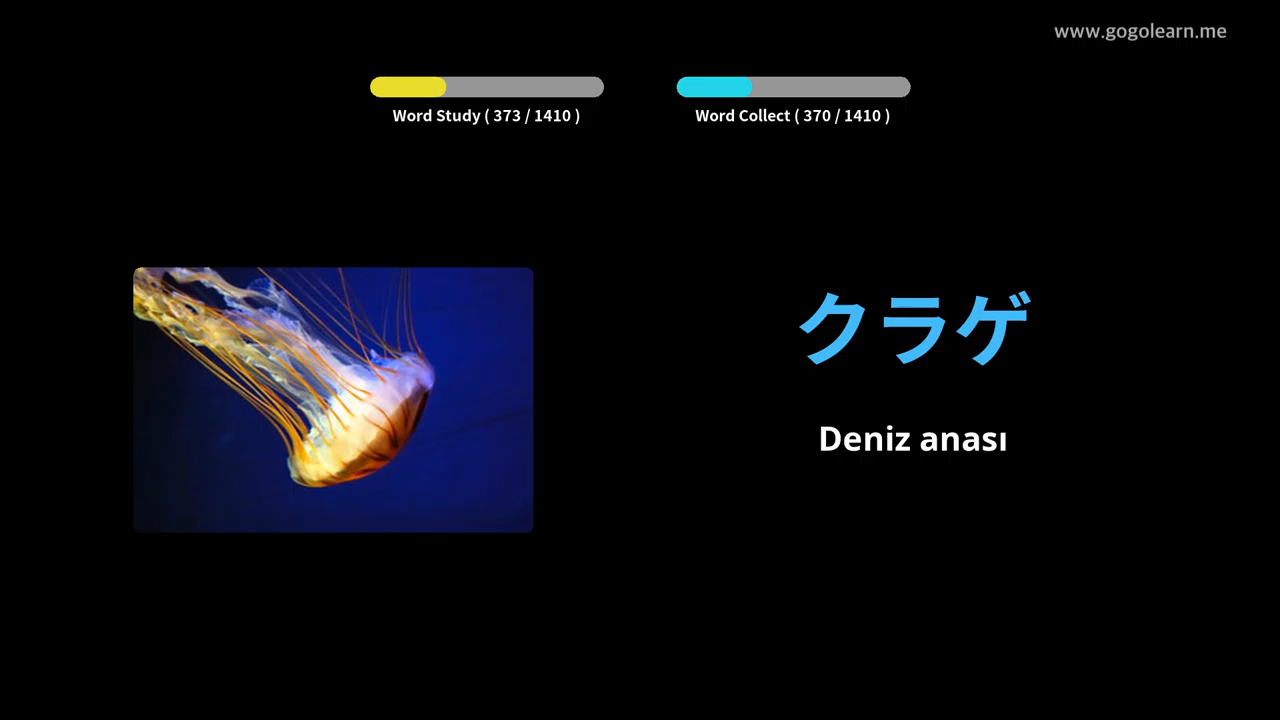 www.gogolearn.me
Word Study ( 373 / 1410 )
Word Collect ( 370 / 1410 )
クラゲ
Deniz anası